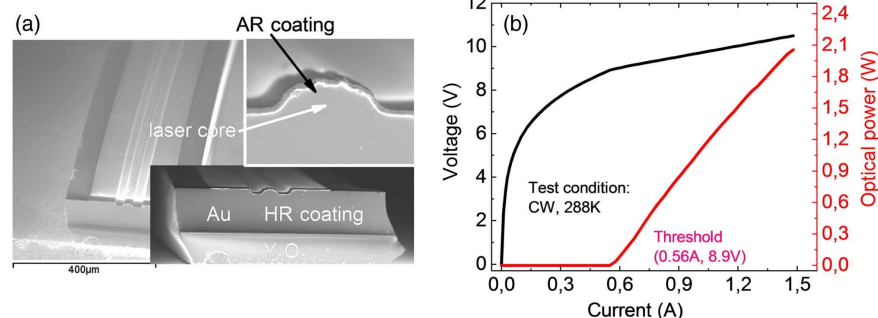 (a)
AR coating
laser core
Au HR coating
Y₂O₃
400µm
(b)
Voltage (V)
12
10
8
6
4
2
0
Test condition:
CW, 288K
Threshold
(0.56A, 8.9V)
0,0 0,3 0,6 0,9 1,2 1,5
Current (A)
2,4
2,1
1,8
1,5
1,2
0,9
0,6
0,3
0,0
Optical power (W)